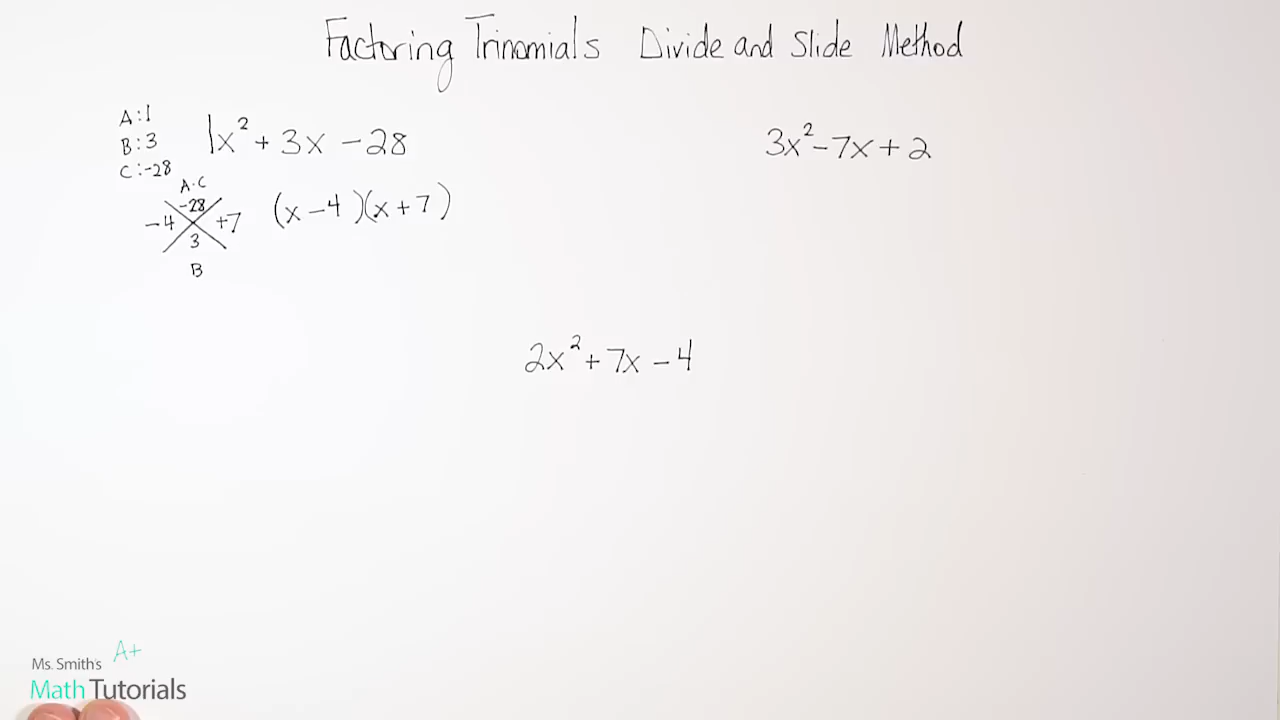 Factoring Trinomials Divide and Slide Method
A:1
B:3
C:-28
1x² + 3x - 28
A·C
-28
-4 +7
3
B
(x-4)(x+7)
3x²-7x+2
2x²+7x-4
A+
Ms. Smith's
Math Tutorials